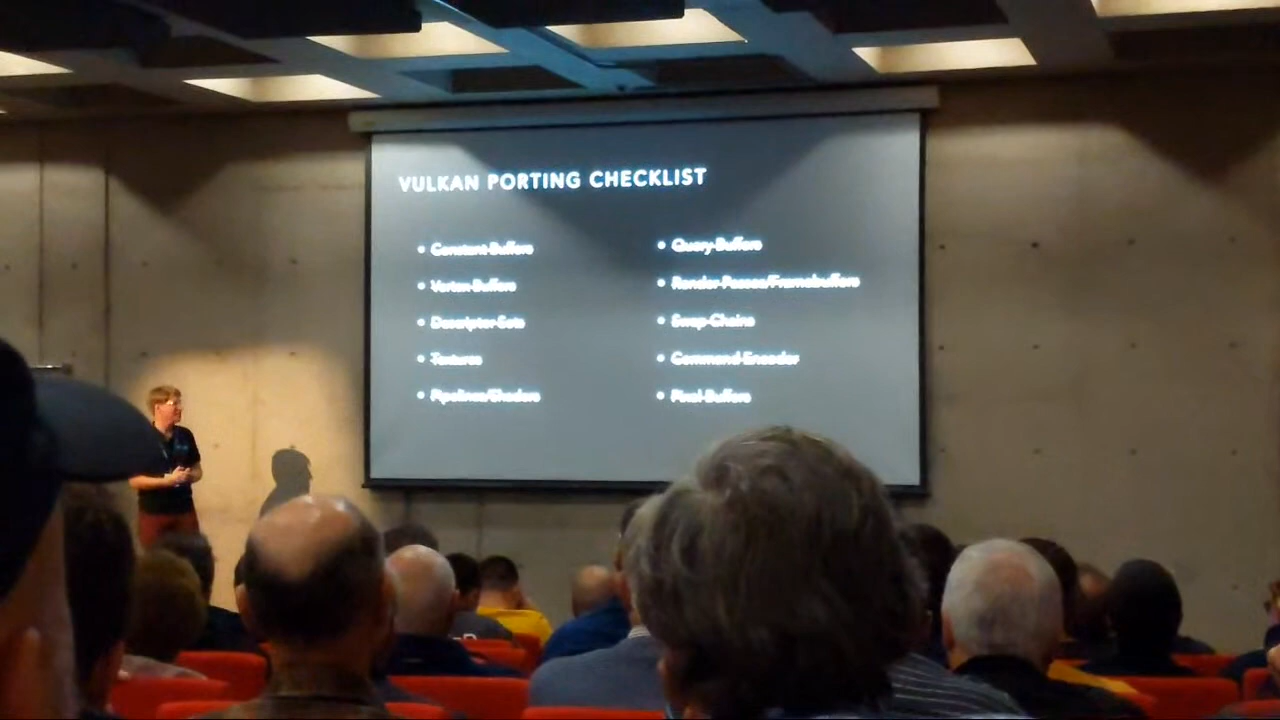 VULKAN PORTING CHECKLIST
• Constant Buffers
• Vertex Buffers
• Descriptor Sets
• Textures
• Pipelines/Shaders
• Query Buffers
• Render Passes/Framebuffers
• Swap Chains
• Command Encoder
• Pixel Buffers